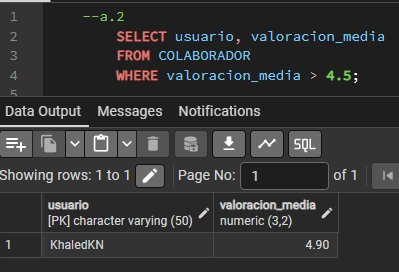 1 --a.2
2 SELECT usuario, valoracion_media
3 FROM COLABORADOR
4 WHERE valoracion_media > 4.5;
5
Data Output Messages Notifications
SQL
Showing rows: 1 to 1 Page No: 1 of 1
usuario valoracion_media
[PK] character varying (50) numeric (3,2)
1 KhaledKN 4.90